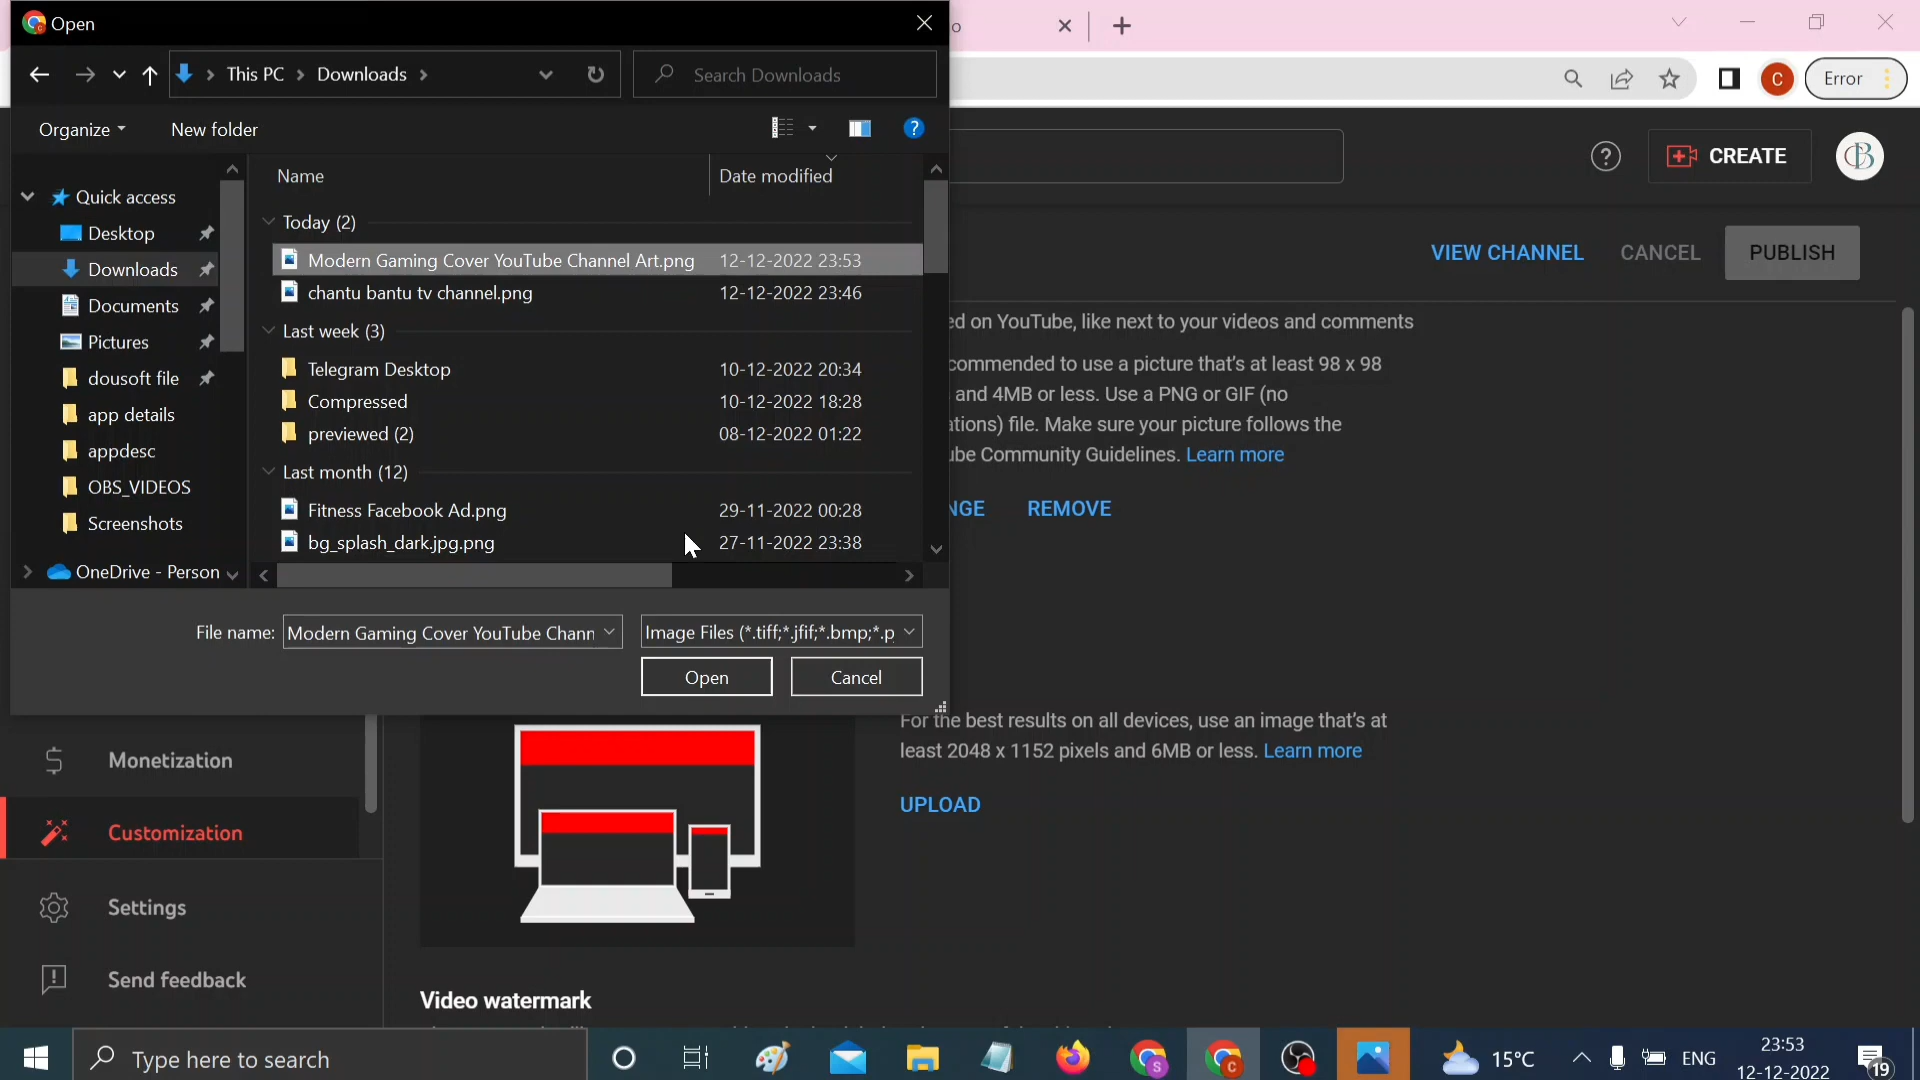 Open
o
This PC
Downloads
Search Downloads
C
Error
Organize
New folder
CREATE
Name
Date modified
Quick access
Desktop
Downloads
Documents
Pictures
dousoft file
app details
appdesc
OBS_VIDEOS
Screenshots
OneDrive - Person
Today (2)
Modern Gaming Cover YouTube Channel Art.png 12-12-2022 23:53
chantu bantu tv channel.png 12-12-2022 23:46
Last week (3)
Telegram Desktop 10-12-2022 20:34
Compressed 10-12-2022 18:28
previewed (2) 08-12-2022 01:22
Last month (12)
Fitness Facebook Ad.png 29-11-2022 00:28
bg_splash_dark.jpg.png 27-11-2022 23:38
File name: Modern Gaming Cover YouTube Chann
Image Files (*.tiff;*.jfif;*.bmp;*.p
Open
Cancel
VIEW CHANNEL
CANCEL
PUBLISH
ed on YouTube, like next to your videos and comments
commended to use a picture that's at least 98 x 98
and 4MB or less. Use a PNG or GIF (no
ations) file. Make sure your picture follows the
ube Community Guidelines. Learn more
NGE
REMOVE
For the best results on all devices, use an image that's at
least 2048 x 1152 pixels and 6MB or less. Learn more
UPLOAD
Monetization
Customization
Settings
Send feedback
Video watermark
Type here to search
S
C
15°C
ENG
23:53
12-12-2022
19